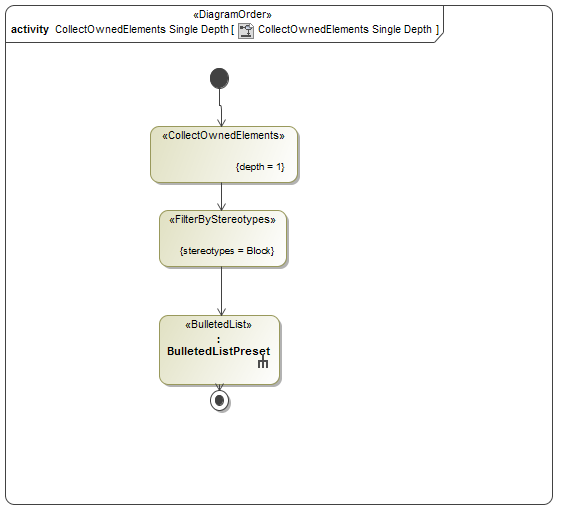 «DiagramOrder»
activity CollectOwnedElements Single Depth [ CollectOwnedElements Single Depth ]
«CollectOwnedElements»
{depth = 1}
«FilterByStereotypes»
{stereotypes = Block}
«BulletedList»
:
BulletedListPreset